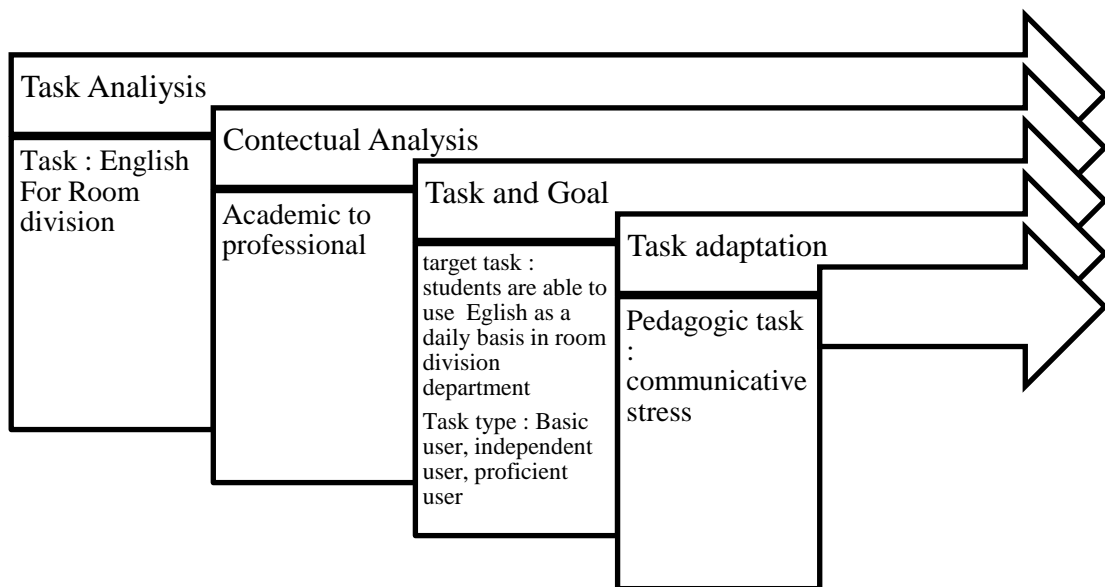 Task Analiysis
Task : English
For Room
division
Contectual Analysis
Academic to
professional
Task and Goal
target task :
students are able to
use Eglish as a
daily basis in room
division
department
Task type : Basic
user, independent
user, proficient
user
Task adaptation
Pedagogic task
:
communicative
stress